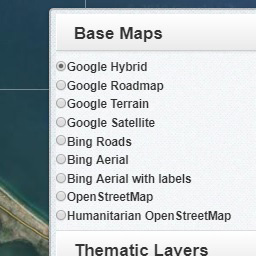 Base Maps
Google Hybrid
Google Roadmap
Google Terrain
Google Satellite
Bing Roads
Bing Aerial
Bing Aerial with labels
OpenStreetMap
Humanitarian OpenStreetMap
Thematic Layers